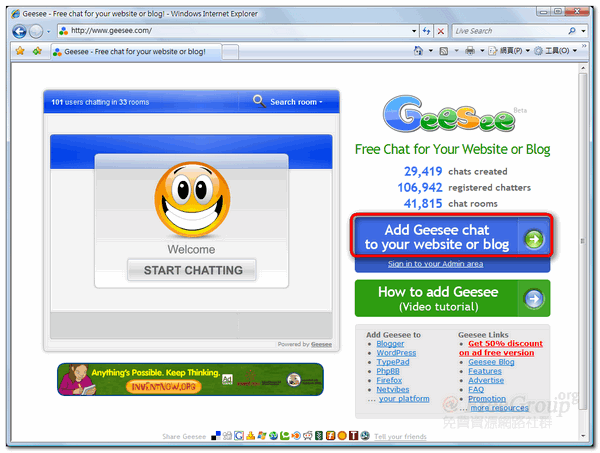 Geesee - Free chat for your website or blog! - Windows Internet Explorer
http://www.geesee.com/
Live Search
Geesee - Free chat for your website or blog!
網頁(P)
工具(O)
101 users chatting in 33 rooms
Search room
Welcome
START CHATTING
Powered by Geesee
Anything's Possible. Keep Thinking.
INVENTNOW.ORG
Ad
Geesee
Beta
Free Chat for Your Website or Blog
29,419 chats created
106,942 registered chatters
41,815 chat rooms
Add Geesee chat
to your website or blog
Sign in to your Admin area
How to add Geesee
(Video tutorial)
Add Geesee to
Blogger
WordPress
TypePad
PhpBB
Firefox
Netvibes
... your platform
Geesee Links
Get 50% discount
on ad free version
Geesee Blog
Features
Advertise
FAQ
Promotion
... more resources
Share Geesee
Tell your friends
免費資源網路社群